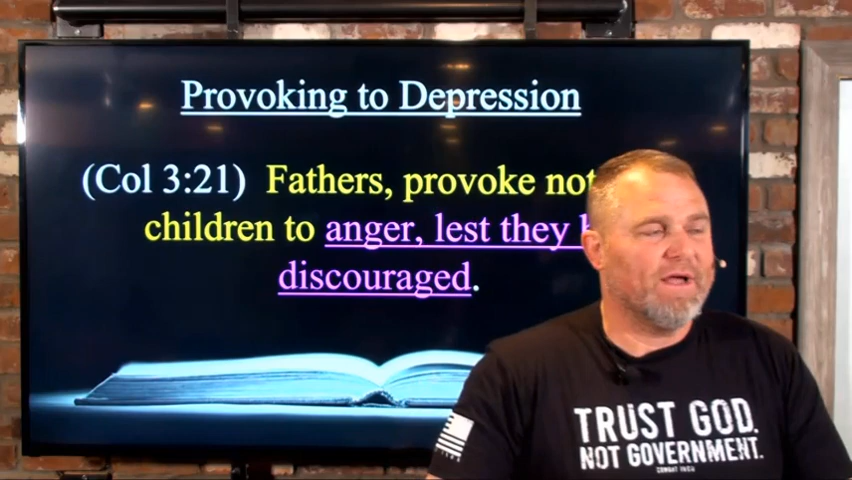 Provoking to Depression
(Col 3:21) Fathers, provoke not
children to anger, lest they
discouraged.
TRUST GOD.
NOT GOVERNMENT.